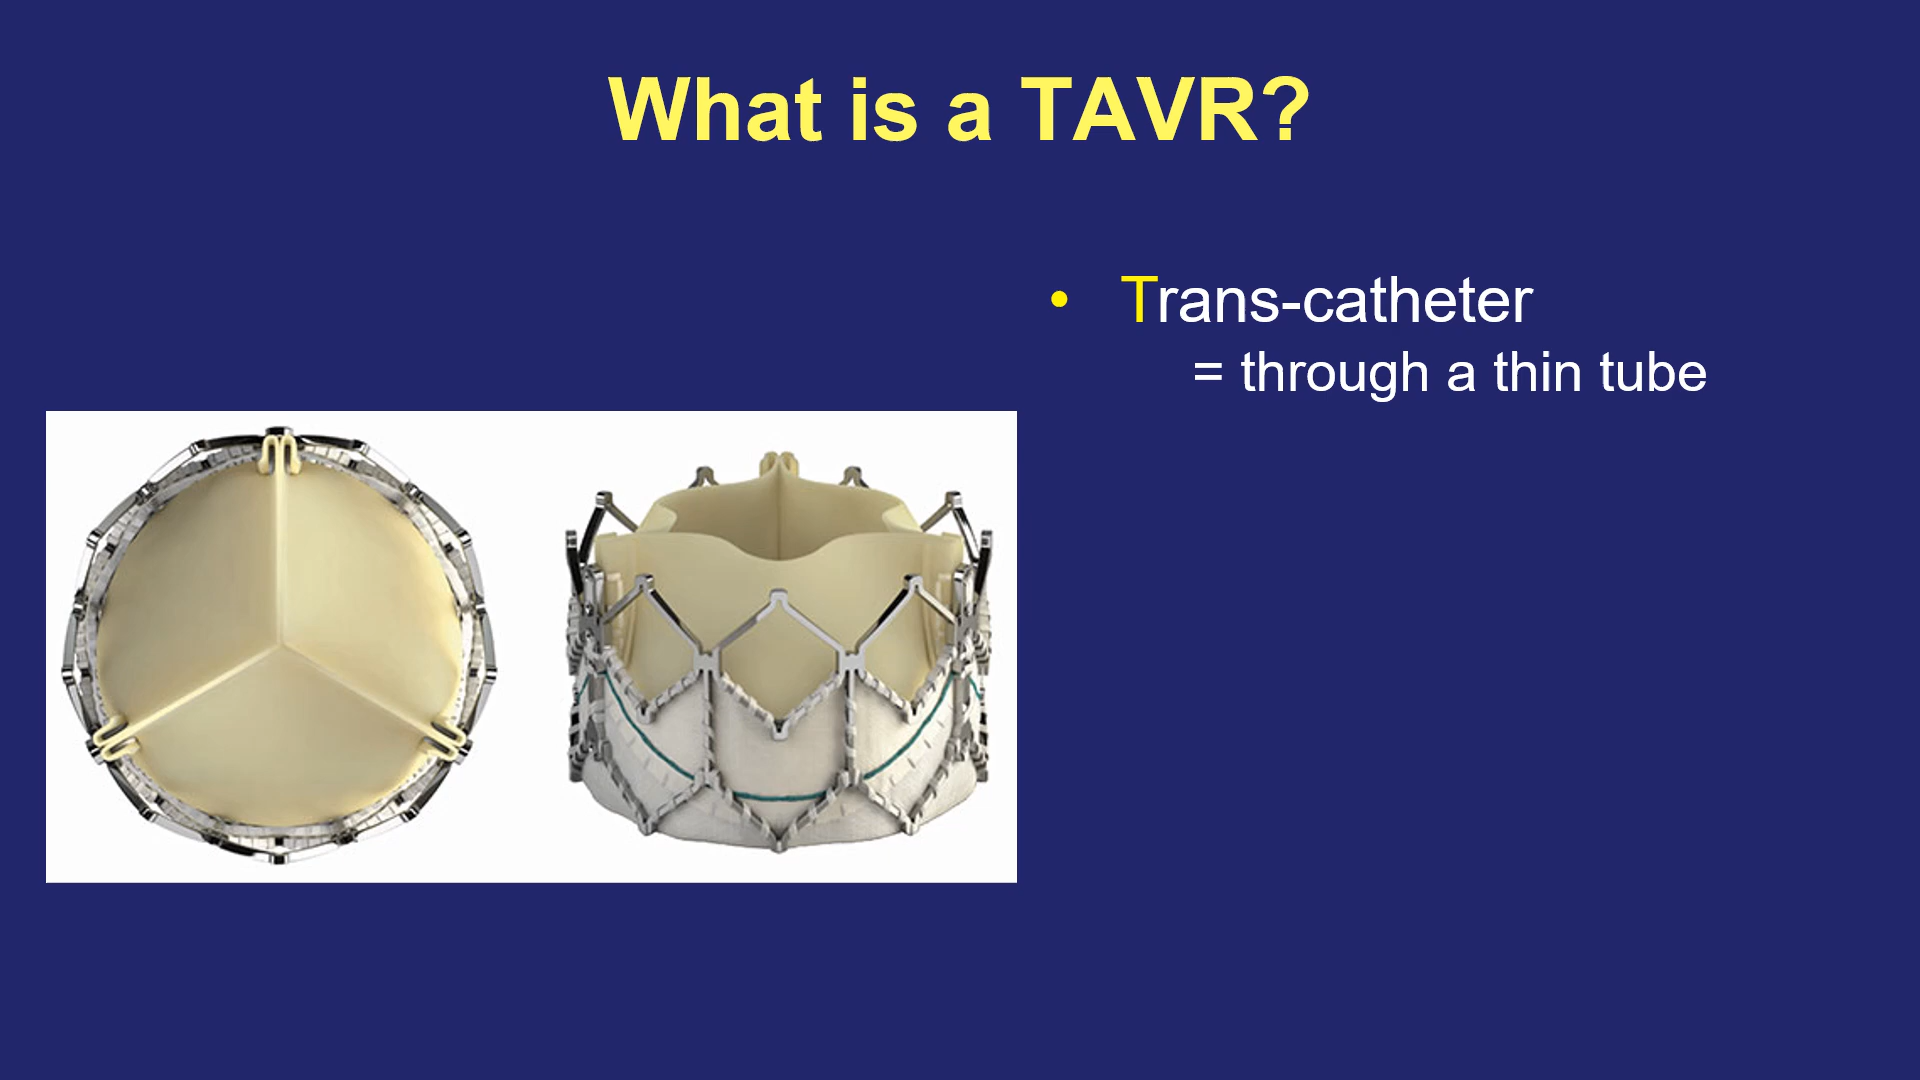 What is a TAVR?
• Trans-catheter
= through a thin tube